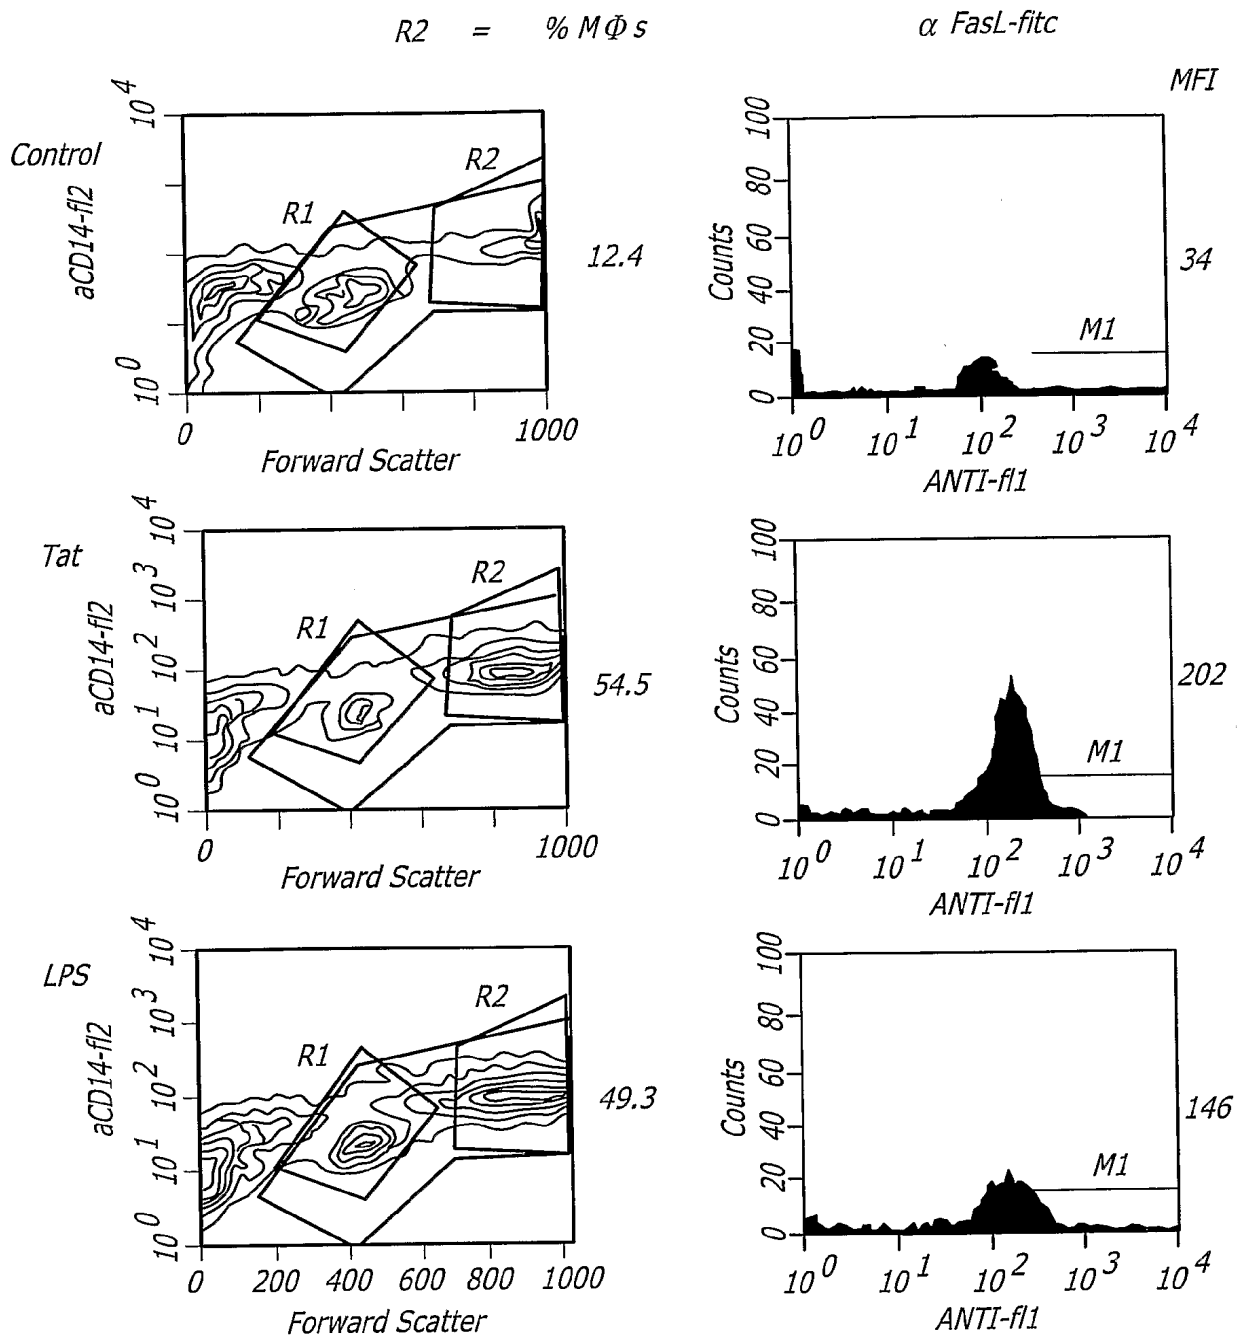 R2 = % MΦs
α FasL-fitc
MFI
Control
aCD14-fl2
10^4
10^0
R1
R2
0
1000
Forward Scatter
12.4
Counts
100
80
60
40
20
0
M1
10^0 10^1 10^2 10^3 10^4
ANTI-fl1
34
Tat
aCD14-fl2
10^4
10^3
10^2
10^1
10^0
R1
R2
0
1000
Forward Scatter
54.5
Counts
100
80
60
40
20
0
M1
10^0 10^1 10^2 10^3 10^4
ANTI-fl1
202
LPS
aCD14-fl2
10^4
10^3
10^2
10^1
10^0
R1
R2
0 200 400 600 800 1000
Forward Scatter
49.3
Counts
100
80
60
40
20
0
M1
10^0 10^1 10^2 10^3 10^4
ANTI-fl1
146